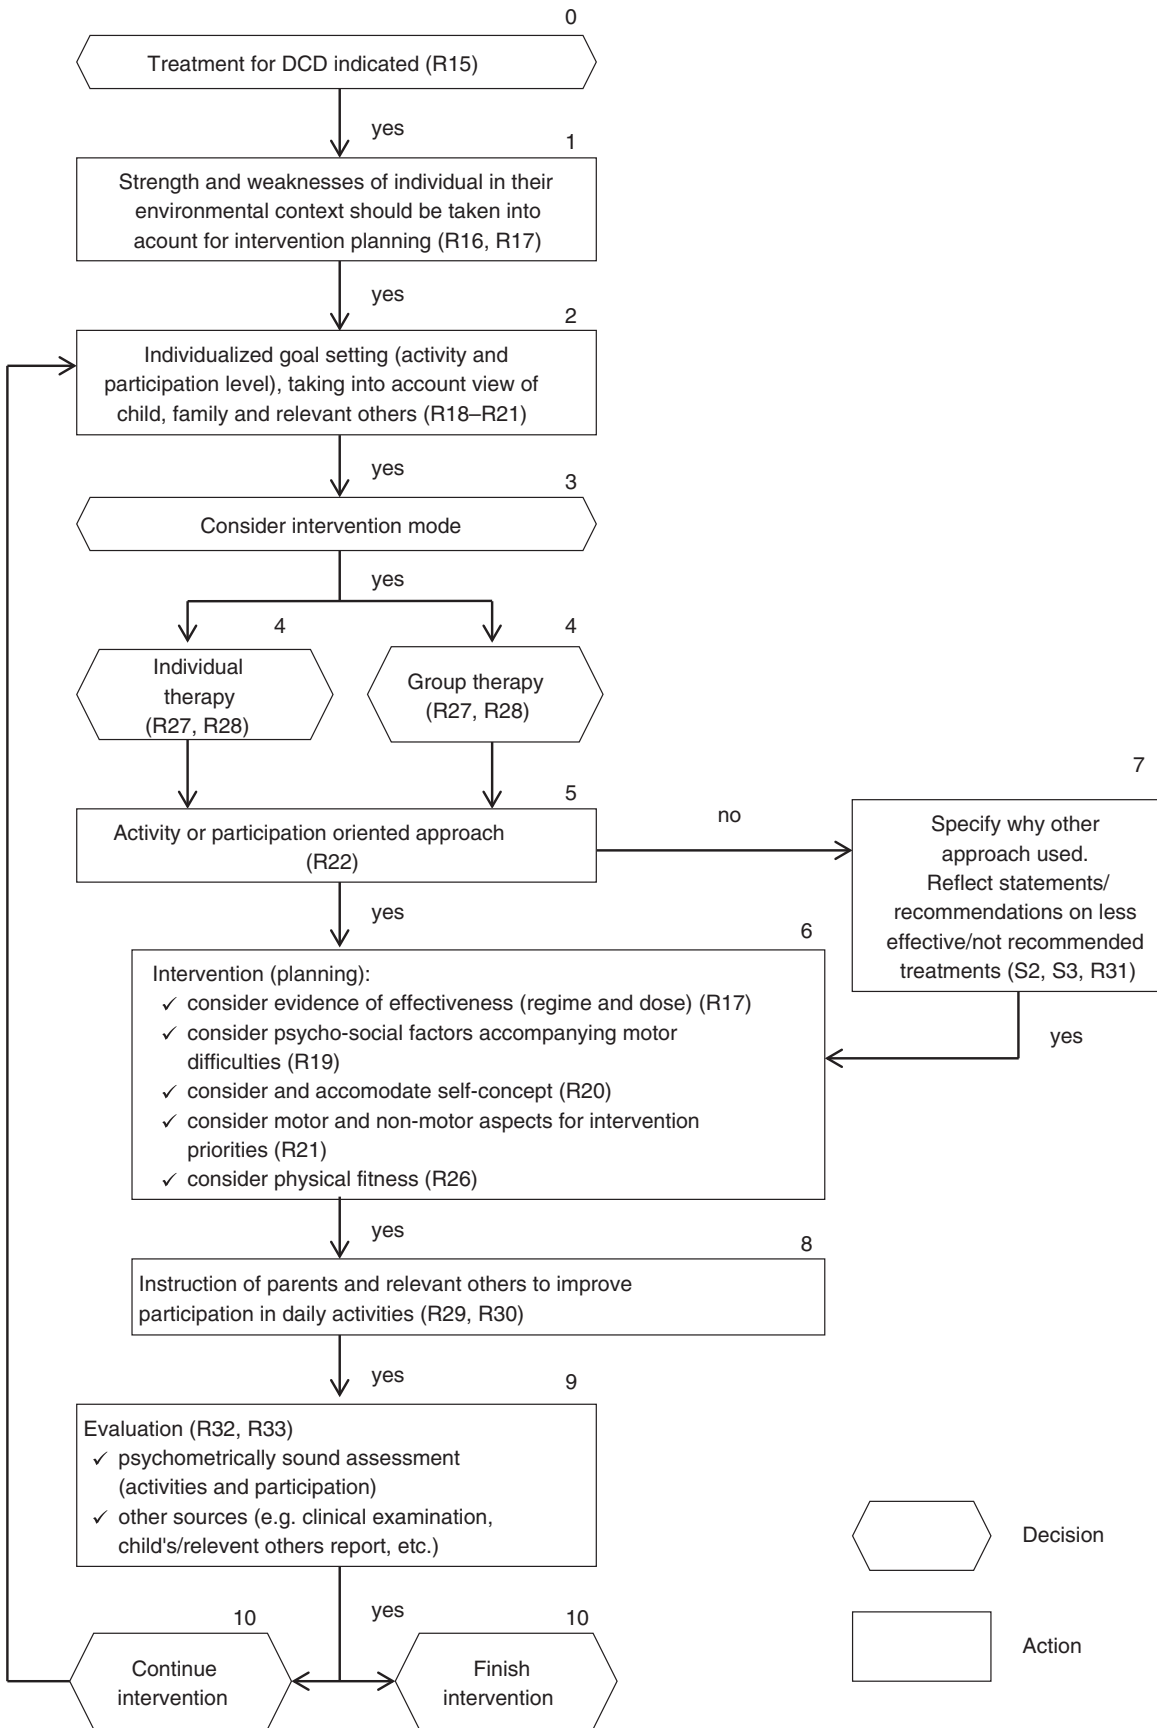 0
Treatment for DCD indicated (R15)
yes
1
Strength and weaknesses of individual in their
environmental context should be taken into
acount for intervention planning (R16, R17)
yes
2
Individualized goal setting (activity and
participation level), taking into account view of
child, family and relevant others (R18–R21)
yes
3
Consider intervention mode
yes
4
Individual
therapy
(R27, R28)
4
Group therapy
(R27, R28)
5
Activity or participation oriented approach
(R22)
no
7
Specify why other
approach used.
Reflect statements/
recommendations on less
effective/not recommended
treatments (S2, S3, R31)
yes
yes
6
Intervention (planning):
✓ consider evidence of effectiveness (regime and dose) (R17)
✓ consider psycho-social factors accompanying motor
difficulties (R19)
✓ consider and accomodate self-concept (R20)
✓ consider motor and non-motor aspects for intervention
priorities (R21)
✓ consider physical fitness (R26)
yes
8
Instruction of parents and relevant others to improve
participation in daily activities (R29, R30)
yes
9
Evaluation (R32, R33)
✓ psychometrically sound assessment
(activities and participation)
✓ other sources (e.g. clinical examination,
child's/relevent others report, etc.)
yes
10
Continue
intervention
10
Finish
intervention
Decision
Action